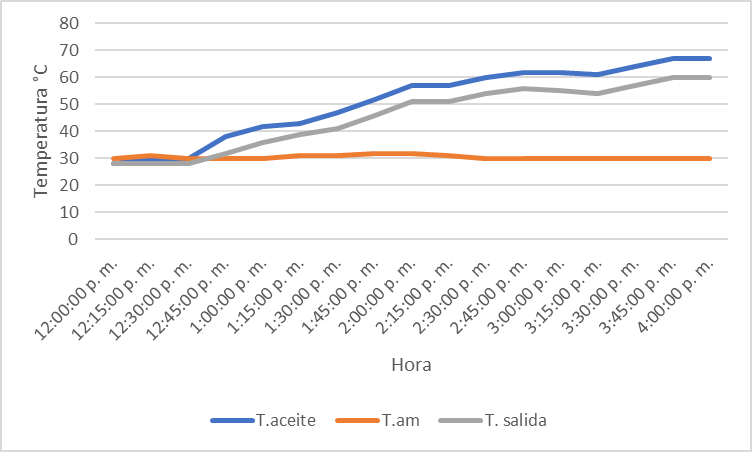 80
70
60
50
40
30
20
10
0
Temperatura °C
12:00:00 p. m.
12:15:00 p. m.
12:30:00 p. m.
12:45:00 p. m.
1:00:00 p. m.
1:15:00 p. m.
1:30:00 p. m.
1:45:00 p. m.
2:00:00 p. m.
2:15:00 p. m.
2:30:00 p. m.
2:45:00 p. m.
3:00:00 p. m.
3:15:00 p. m.
3:30:00 p. m.
3:45:00 p. m.
4:00:00 p. m.
Hora
T.aceite T.am T. salida